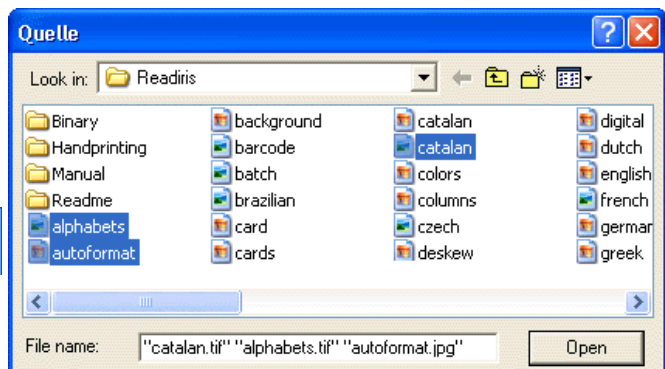 Quelle
Look in: Readiris
Binary background catalan digital
Handprinting barcode catalan dutch
Manual batch colors english
Readme brazilian columns french
alphabets card czech german
autoformat cards deskew greek
File name: "catalan.tif" "alphabets.tif" "autoformat.jpg" Open